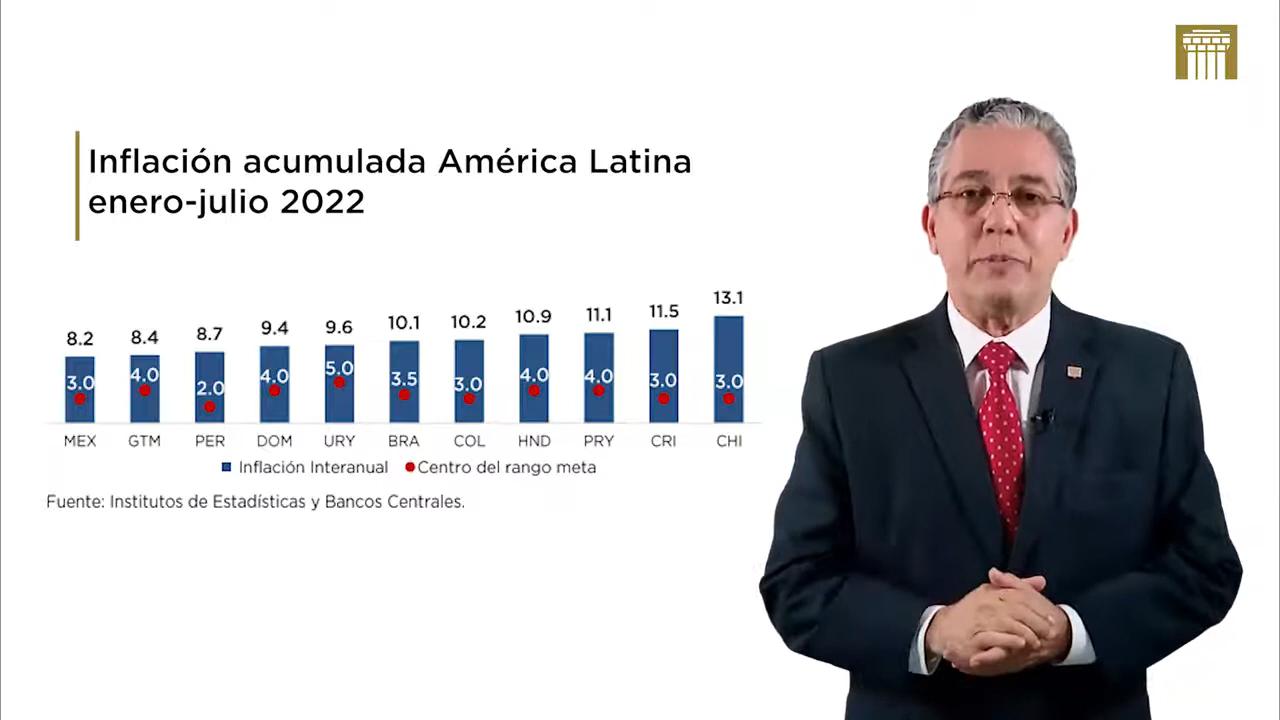 Inflación acumulada América Latina
enero-julio 2022
8.2 8.4 8.7 9.4 9.6 10.1 10.2 10.9 11.1 11.5 13.1
3.0 4.0 2.0 4.0 5.0 3.5 3.0 4.0 4.0 3.0 3.0
MEX GTM PER DOM URY BRA COL HND PRY CRI CHI
Inflación Interanual Centro del rango meta
Fuente: Institutos de Estadísticas y Bancos Centrales.